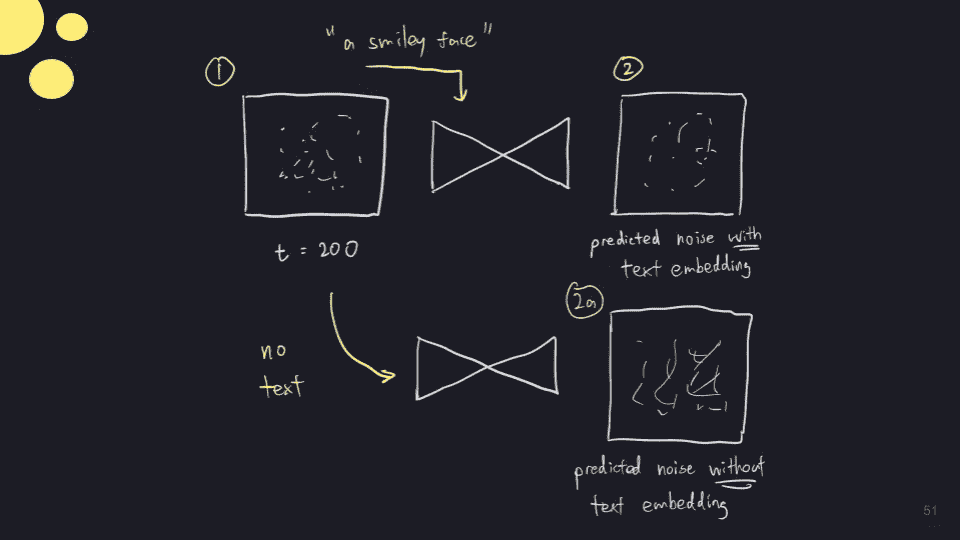 "a smiley face"
1
2
t = 200
predicted noise with
text embedding
2a
no
text
predicted noise without
text embedding
51